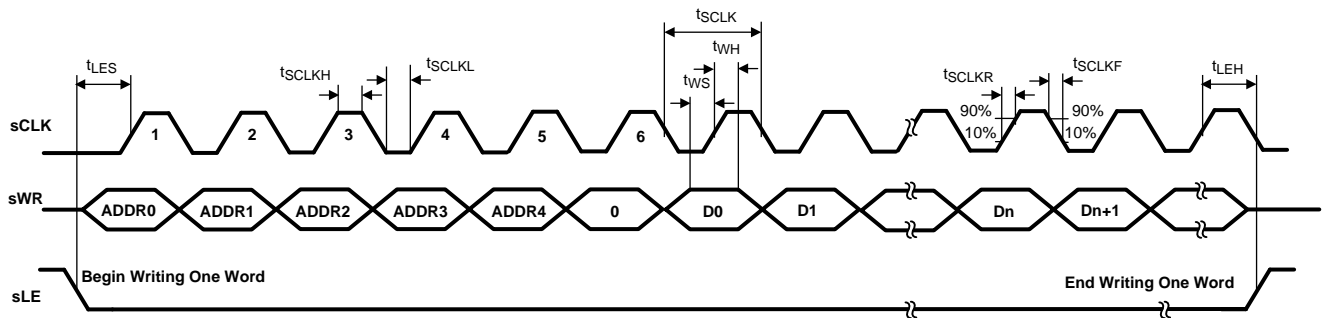 tSCLK
tWH
tLES
tSCLKH
tSCLKL
tWS
tSCLKR
tSCLKF
tLEH
90%
90%
10%
10%
sCLK
1
2
3
4
5
6
sWR
ADDR0
ADDR1
ADDR2
ADDR3
ADDR4
0
D0
D1
Dn
Dn+1
Begin Writing One Word
End Writing One Word
sLE